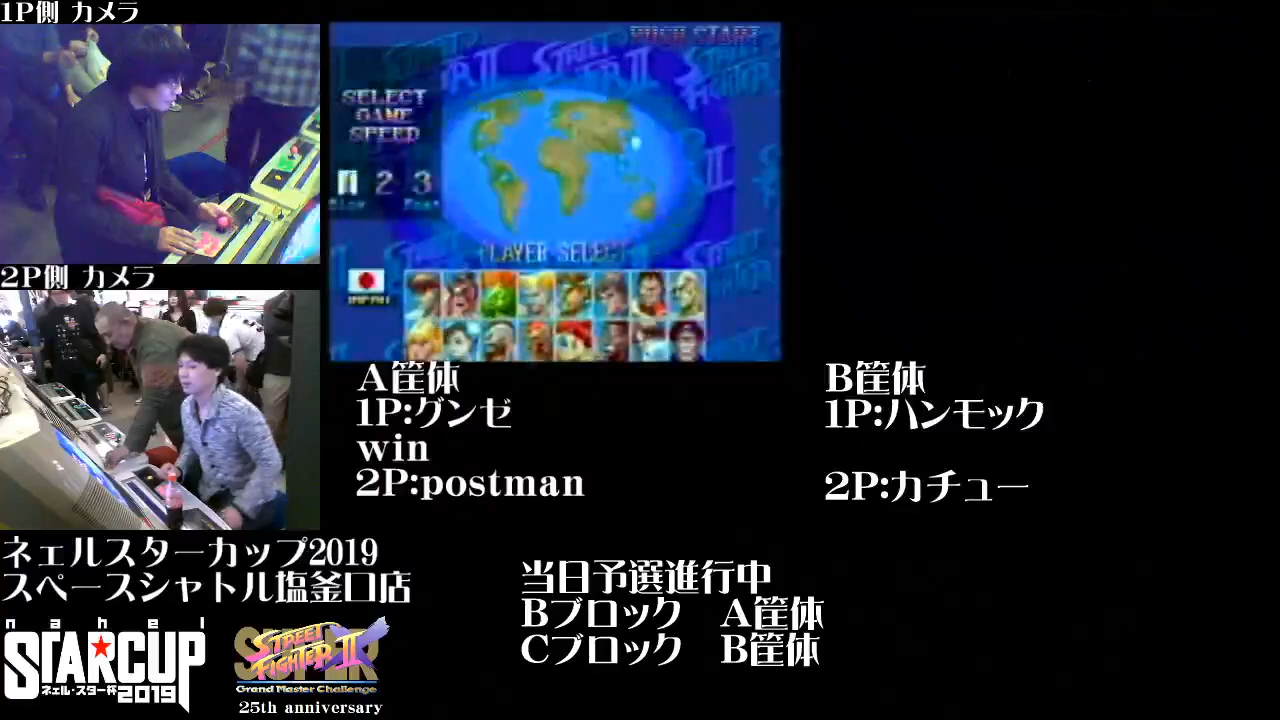 1P側 カメラ
PUSH START
SELECT
GAME
SPEED
1 2 3
PLAYER SELECT
JAPAN
2P側 カメラ
A筐体
1P:グンゼ
win
2P:postman
B筐体
1P:ハンモック
2P:カチュー
ネェルスターカップ2019
スペースシャトル塩釜口店
当日予選進行中
Bブロック A筐体
Cブロック B筐体
nahel
STARCUP
ネェル・スター杯2019
SUPER
STREET
FIGHTER II X
Grand Master Challenge
25th anniversary